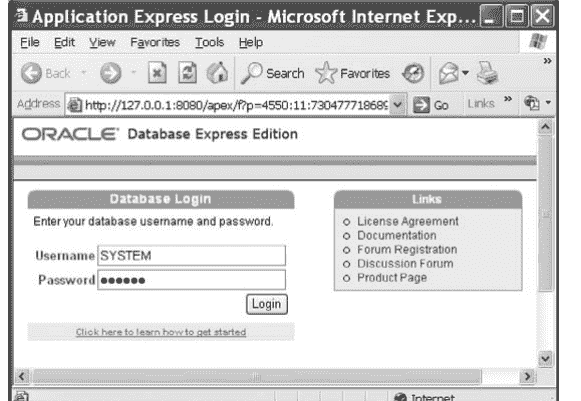 Application Express Login - Microsoft Internet Exp...
File Edit View Favorites Tools Help
Back Search Favorites
Address http://127.0.0.1:8080/apex/f?p=4550:11:730477718689 Go Links
ORACLE Database Express Edition
Database Login
Enter your database username and password.
Username SYSTEM
Password ●●●●●●
Login
Click here to learn how to get started
Links
License Agreement
Documentation
Forum Registration
Discussion Forum
Product Page
Internet